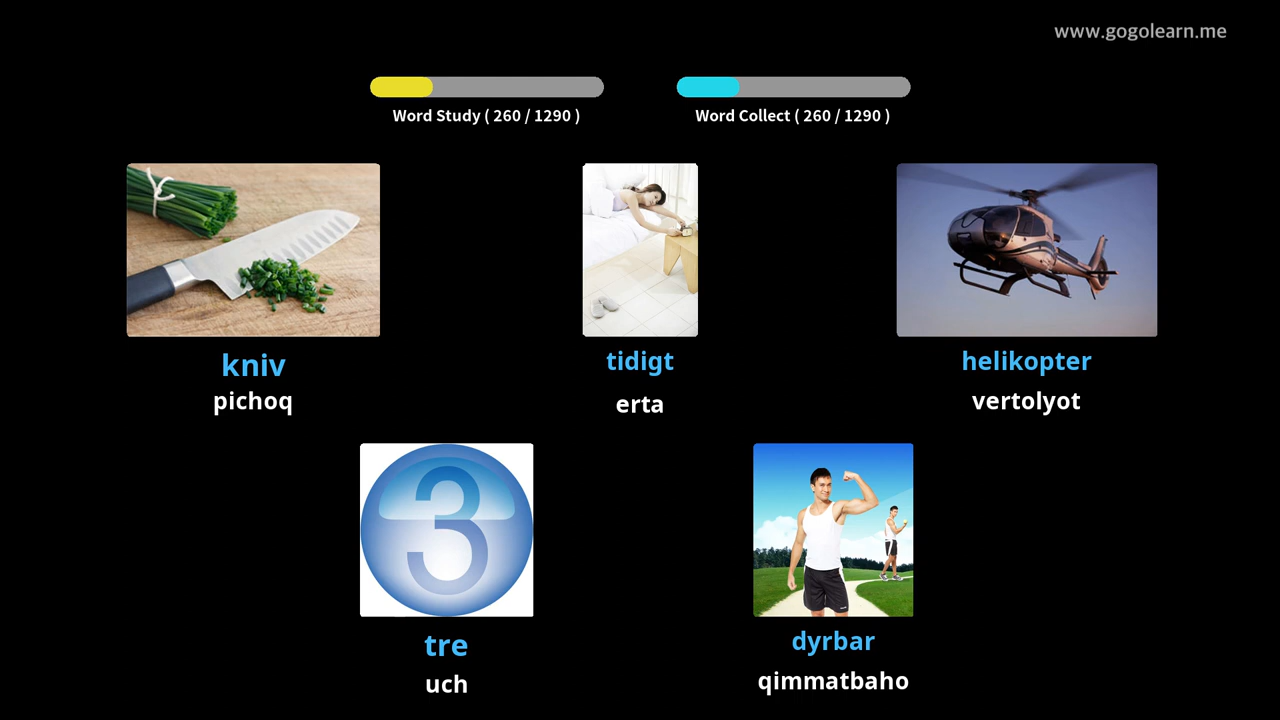 www.gogolearn.me
Word Study ( 260 / 1290 )
Word Collect ( 260 / 1290 )
kniv
pichoq
tidigt
erta
helikopter
vertolyot
3
tre
uch
dyrbar
qimmatbaho